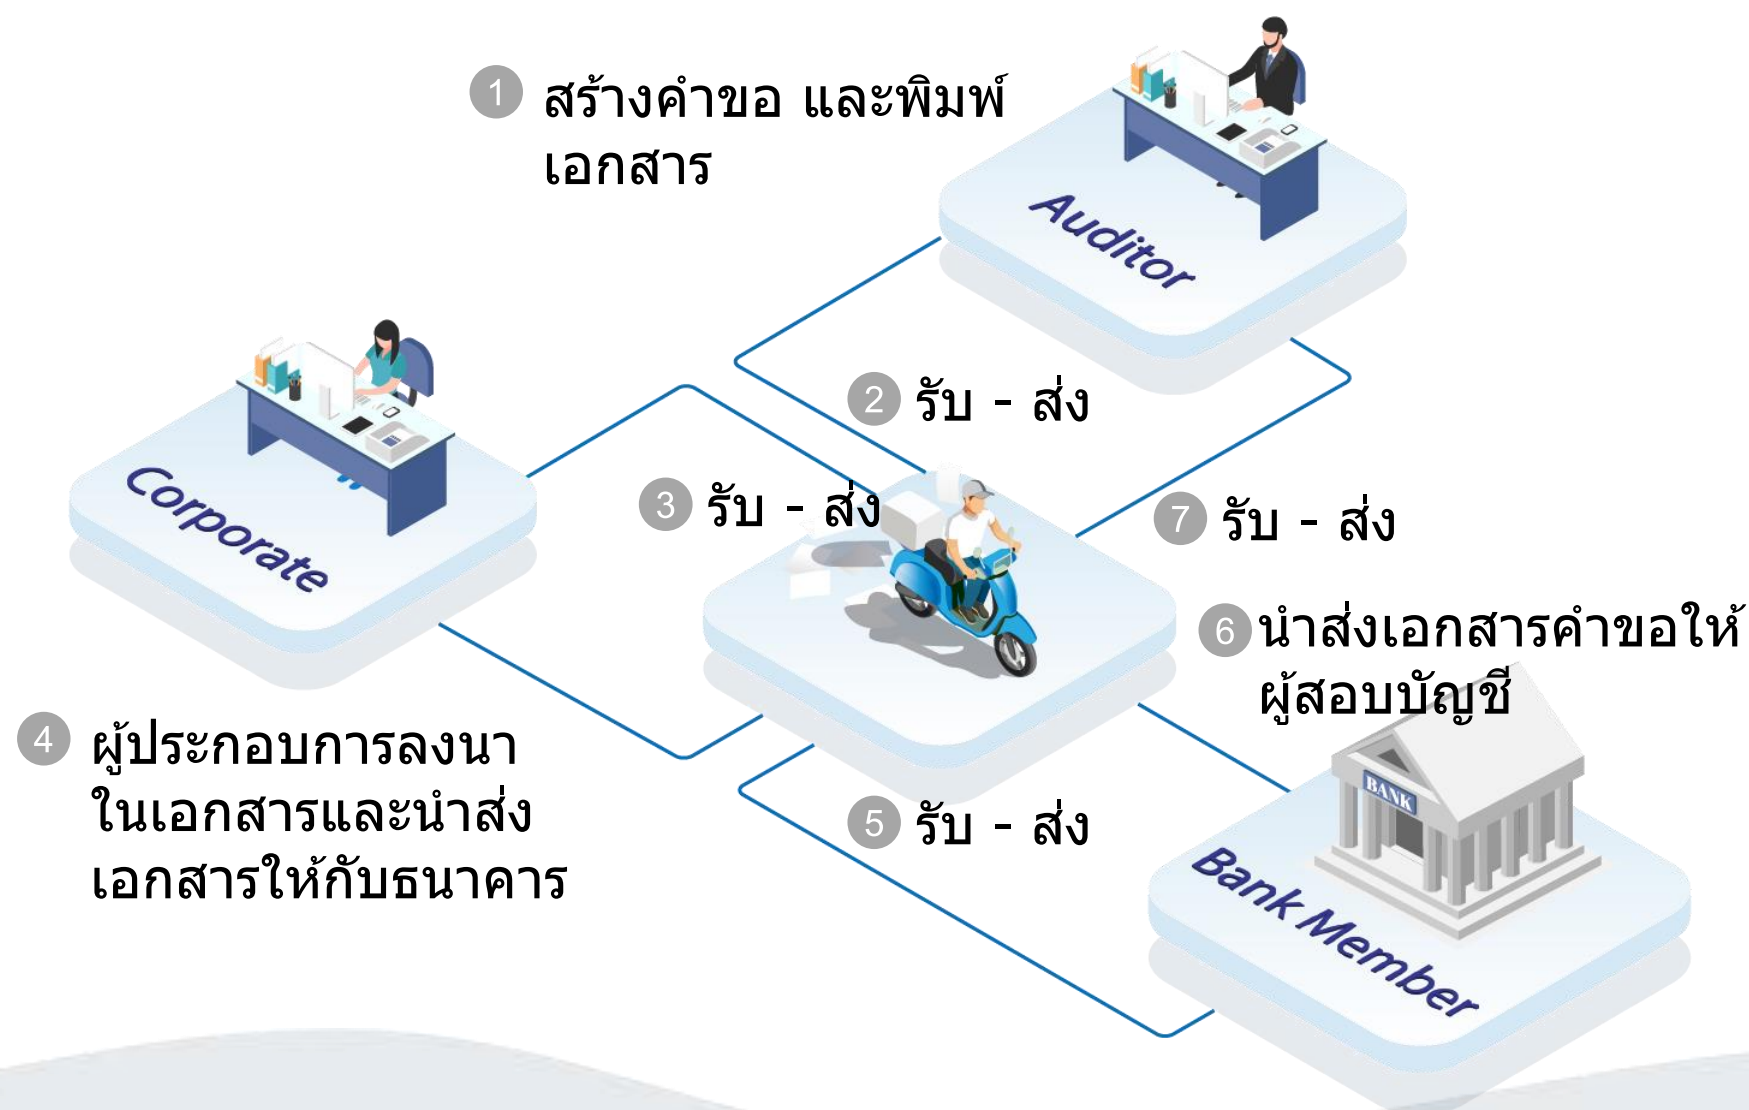 1 สร้างคำขอ และพิมพ์
เอกสาร
Auditor
2 รับ - ส่ง
Corporate
3 รับ - ส่ง
7 รับ - ส่ง
6 นำส่งเอกสารคำขอให้
ผู้สอบบัญชี
4 ผู้ประกอบการลงนา
ในเอกสารและนำส่ง
เอกสารให้กับธนาคาร
5 รับ - ส่ง
BANK
Bank Member